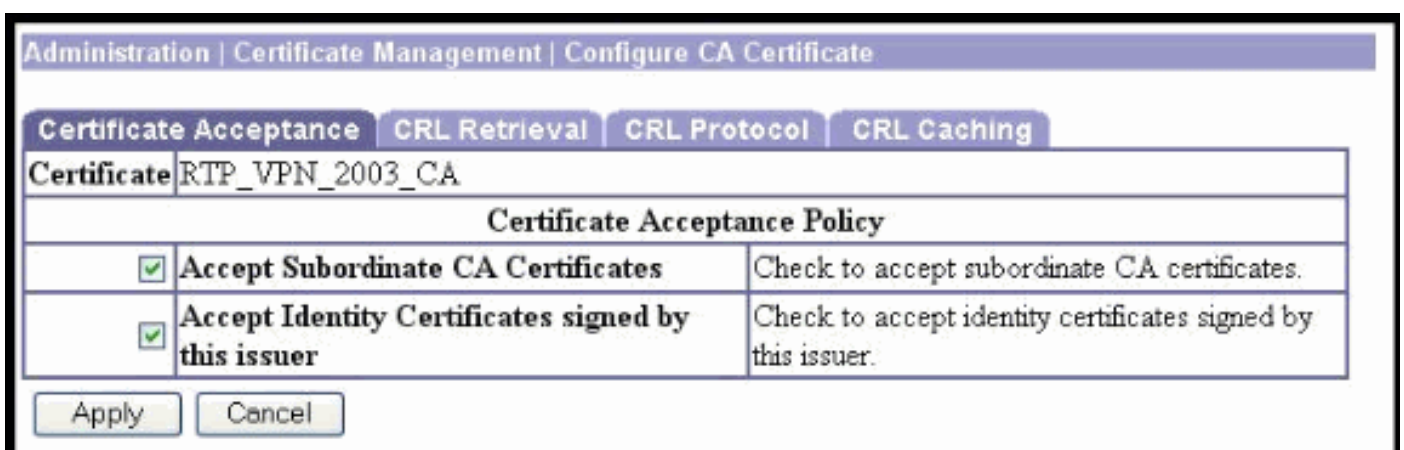 Administration | Certificate Management | Configure CA Certificate
Certificate Acceptance CRL Retrieval CRL Protocol CRL Caching
Certificate RTP_VPN_2003_CA
Certificate Acceptance Policy
Accept Subordinate CA Certificates Check to accept subordinate CA certificates.
Accept Identity Certificates signed by Check to accept identity certificates signed by
this issuer this issuer.
Apply Cancel